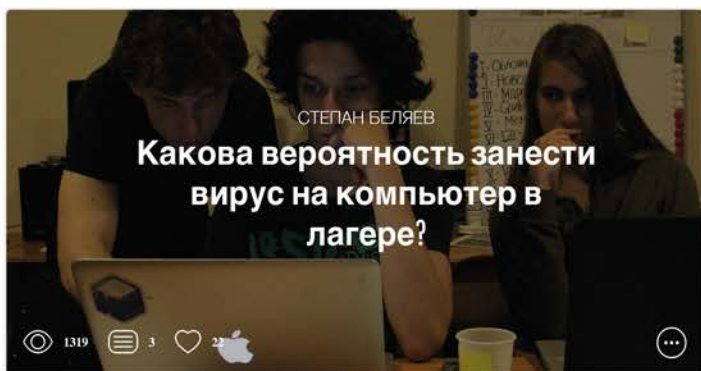 СТЕПАН БЕЛЯЕВ
Какова вероятность занести
вирус на компьютер в
лагере?
1319 3 22